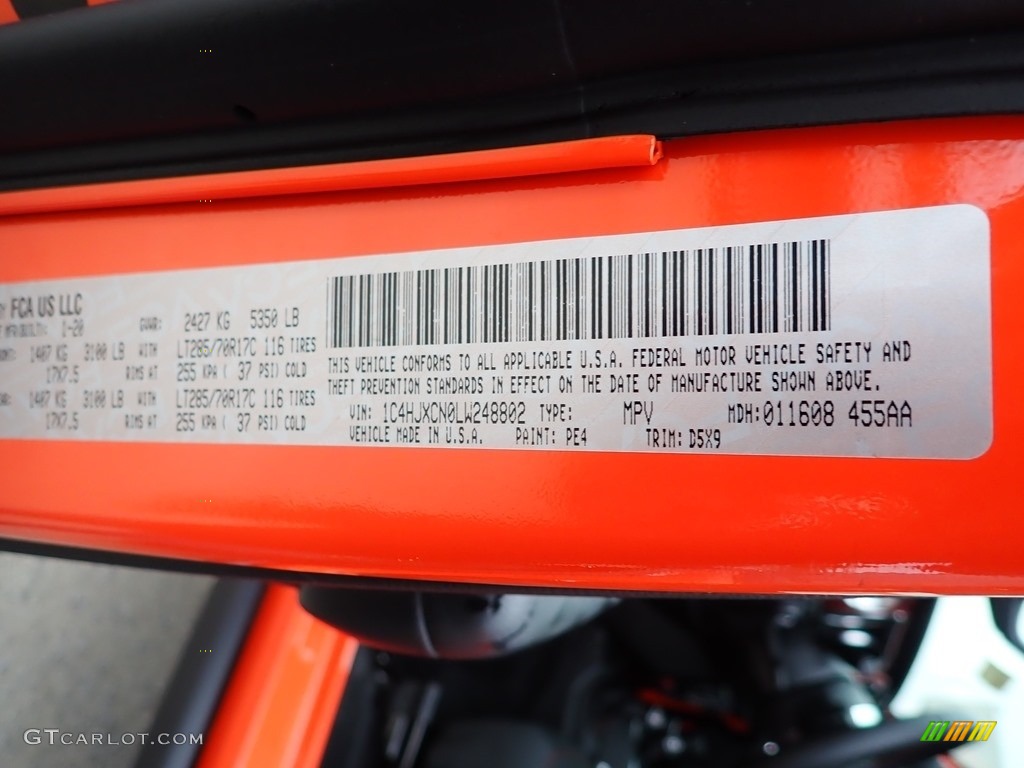 FCA US LLC
1-20 GVWR: 2427 KG 5350 LB
1407 KG 3100 LB WITH LT285/70R17C 116 TIRES
17X7.5 RIMS AT 255 KPA ( 37 PSI) COLD
1407 KG 3100 LB WITH LT285/70R17C 116 TIRES
17X7.5 RIMS AT 255 KPA ( 37 PSI) COLD
THIS VEHICLE CONFORMS TO ALL APPLICABLE U.S.A. FEDERAL MOTOR VEHICLE SAFETY AND
THEFT PREVENTION STANDARDS IN EFFECT ON THE DATE OF MANUFACTURE SHOWN ABOVE.
VIN: 1C4HJXCN0LW248802 TYPE: MPV MDH:011608 455AA
VEHICLE MADE IN U.S.A. PAINT: PE4 TRIM: D5X9
GTCARLOT.COM